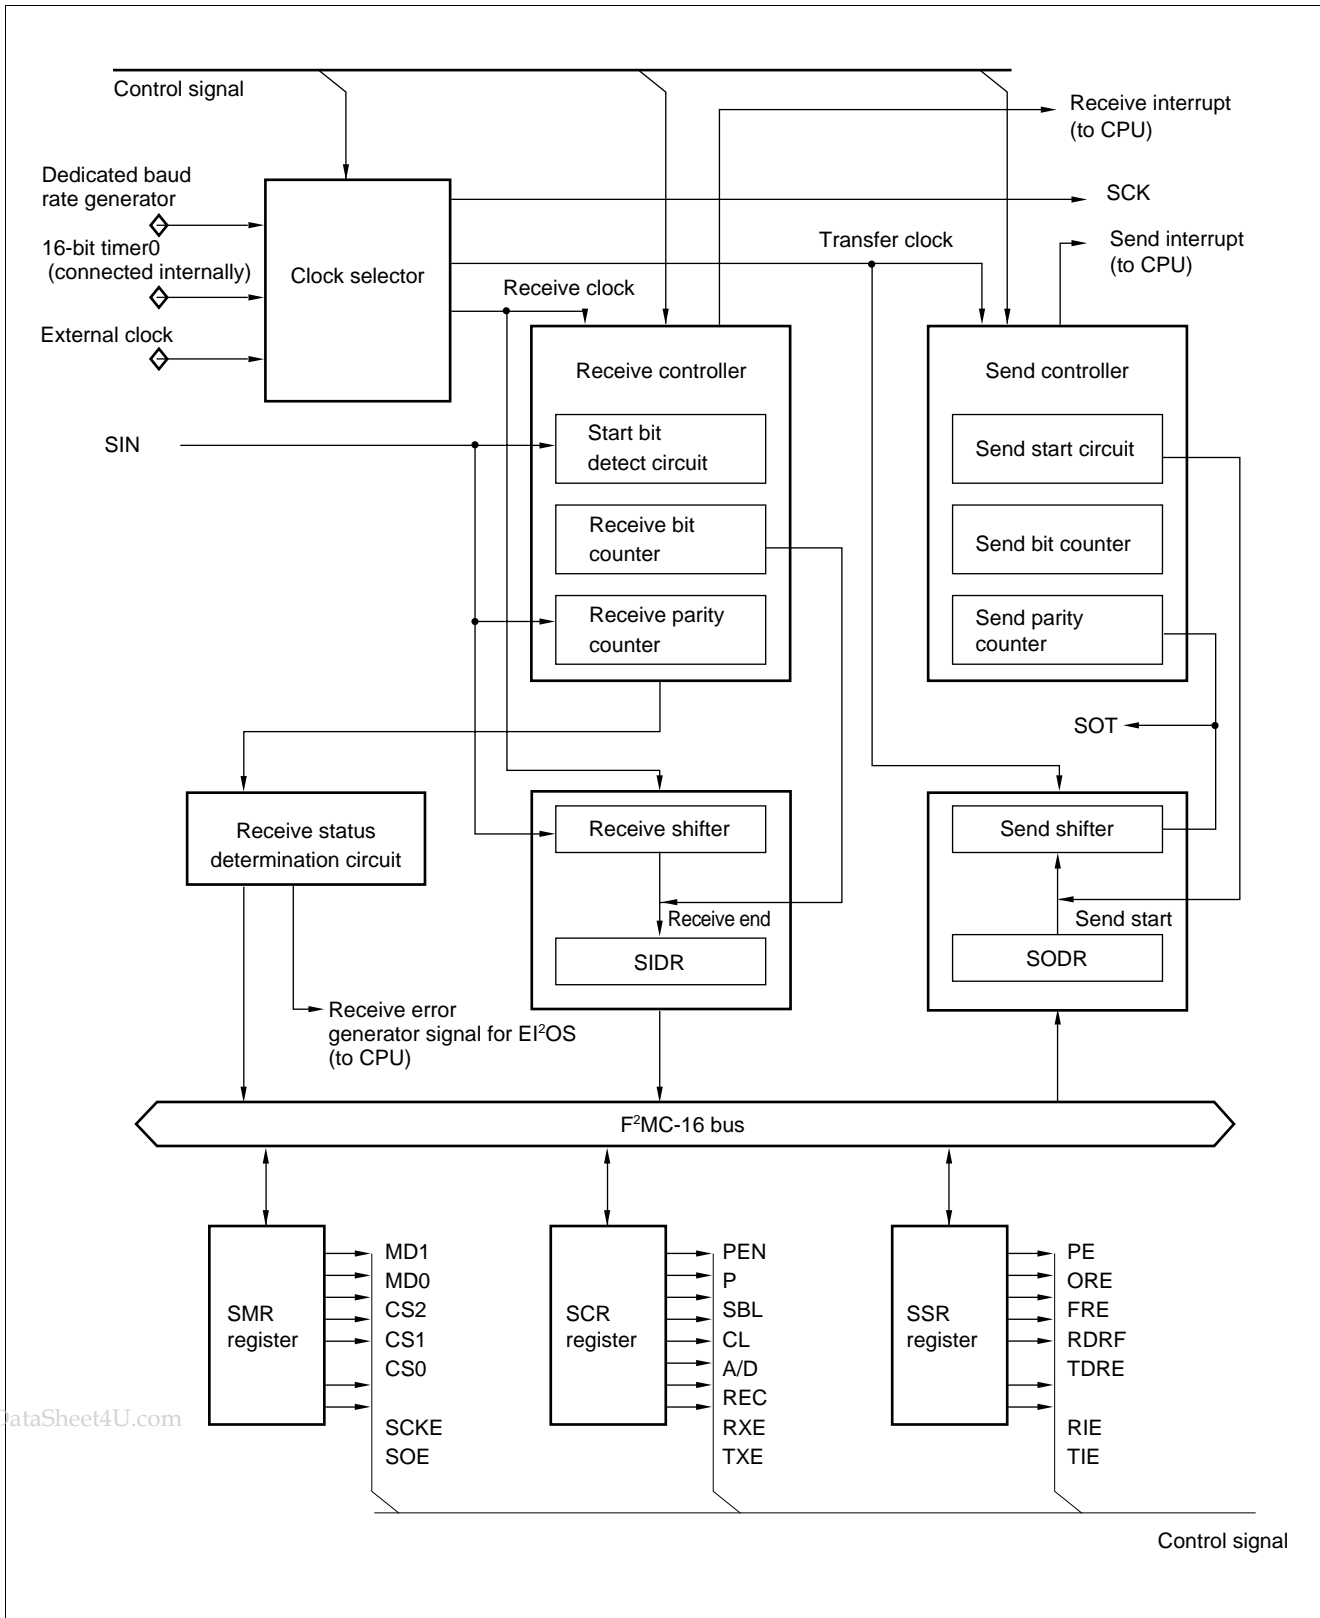 Control signal
Receive interrupt
(to CPU)
Dedicated baud
rate generator
SCK
16-bit timer0
(connected internally)
Clock selector
Transfer clock
Send interrupt
(to CPU)
Receive clock
External clock
Receive controller
Send controller
SIN
Start bit
detect circuit
Send start circuit
Receive bit
counter
Send bit counter
Receive parity
counter
Send parity
counter
SOT
Receive status
determination circuit
Receive shifter
Send shifter
Receive end
Send start
SIDR
SODR
Receive error
generator signal for EI²OS
(to CPU)
F²MC-16 bus
SMR
register
MD1
MD0
CS2
CS1
CS0
SCKE
SOE
SCR
register
PEN
P
SBL
CL
A/D
REC
RXE
TXE
SSR
register
PE
ORE
FRE
RDRF
TDRE
RIE
TIE
DataSheet4U.com
Control signal